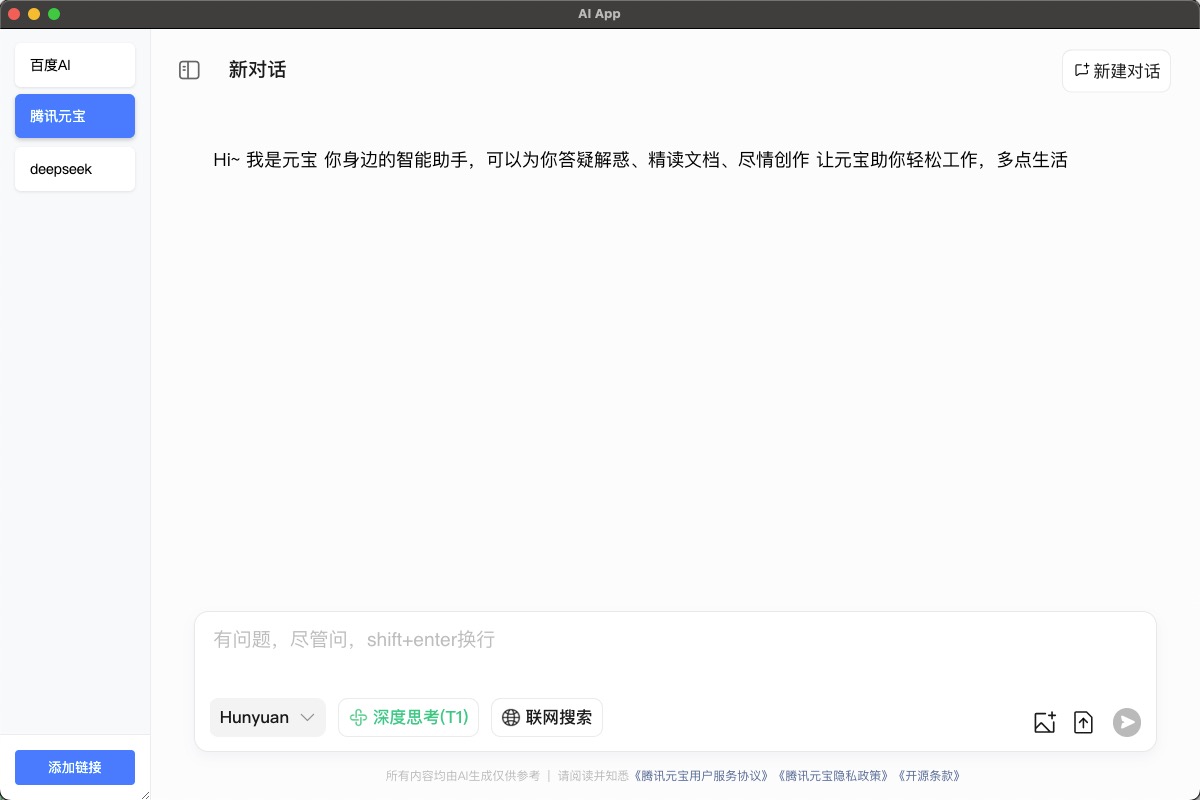 AI App
百度AI
腾讯元宝
deepseek
添加链接
新对话
新建对话
Hi~ 我是元宝 你身边的智能助手，可以为你答疑解惑、精读文档、尽情创作 让元宝助你轻松工作，多点生活
有问题，尽管问，shift+enter换行
Hunyuan
深度思考(T1)
联网搜索
所有内容均由AI生成仅供参考 | 请阅读并知悉《腾讯元宝用户服务协议》《腾讯元宝隐私政策》《开源条款》